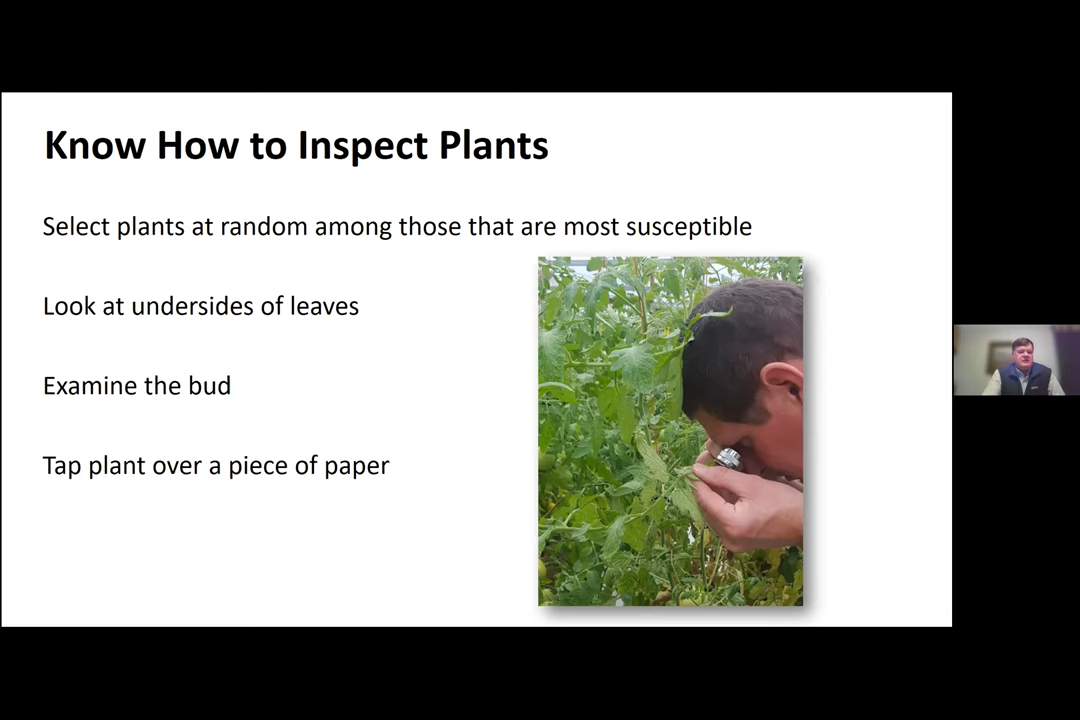 Know How to Inspect Plants
Select plants at random among those that are most susceptible
Look at undersides of leaves
Examine the bud
Tap plant over a piece of paper